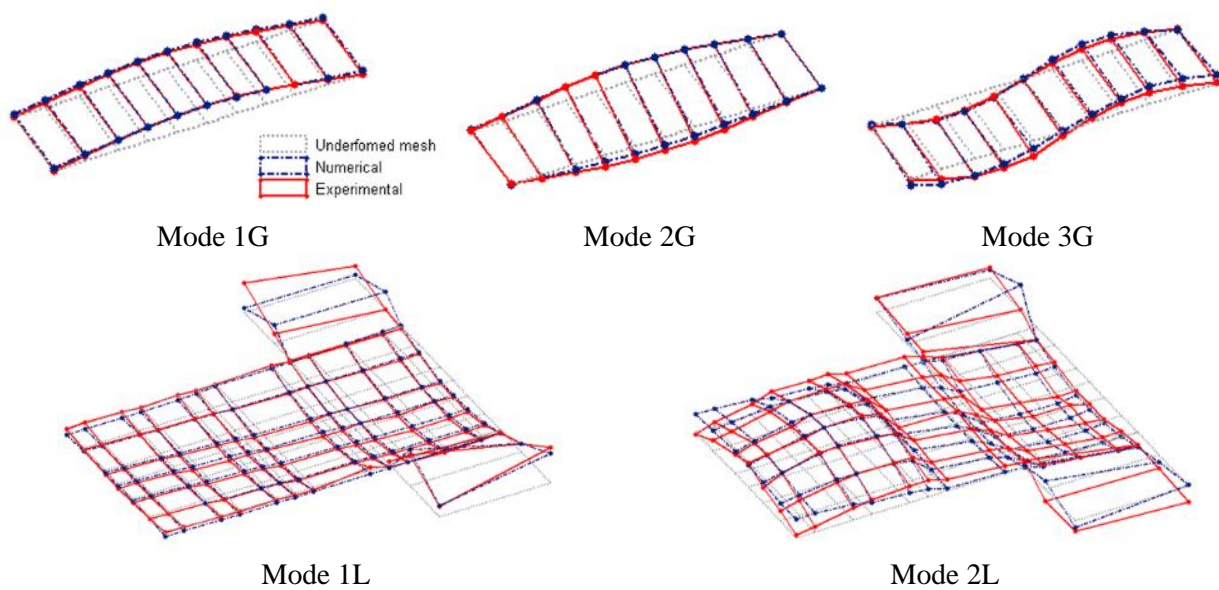 Underfomed mesh
Numerical
Experimental
Mode 1G
Mode 2G
Mode 3G
Mode 1L
Mode 2L